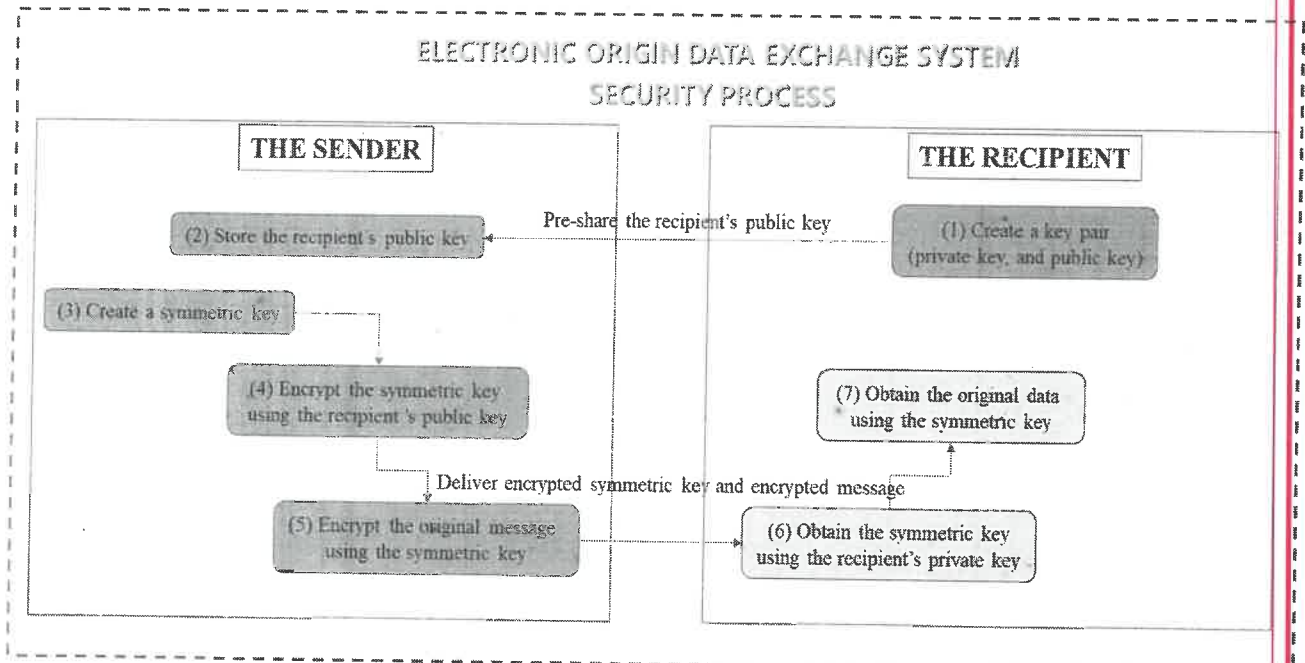 ELECTRONIC ORIGIN DATA EXCHANGE SYSTEM
SECURITY PROCESS
THE SENDER
THE RECIPIENT
Pre-share the recipient's public key
(1) Create a key pair
(private key, and public key)
(2) Store the recipient's public key
(3) Create a symmetric key
(4) Encrypt the symmetric key
using the recipient 's public key
Deliver encrypted symmetric key and encrypted message
(5) Encrypt the original message
using the symmetric key
(6) Obtain the symmetric key
using the recipient's private key
(7) Obtain the original data
using the symmetric key